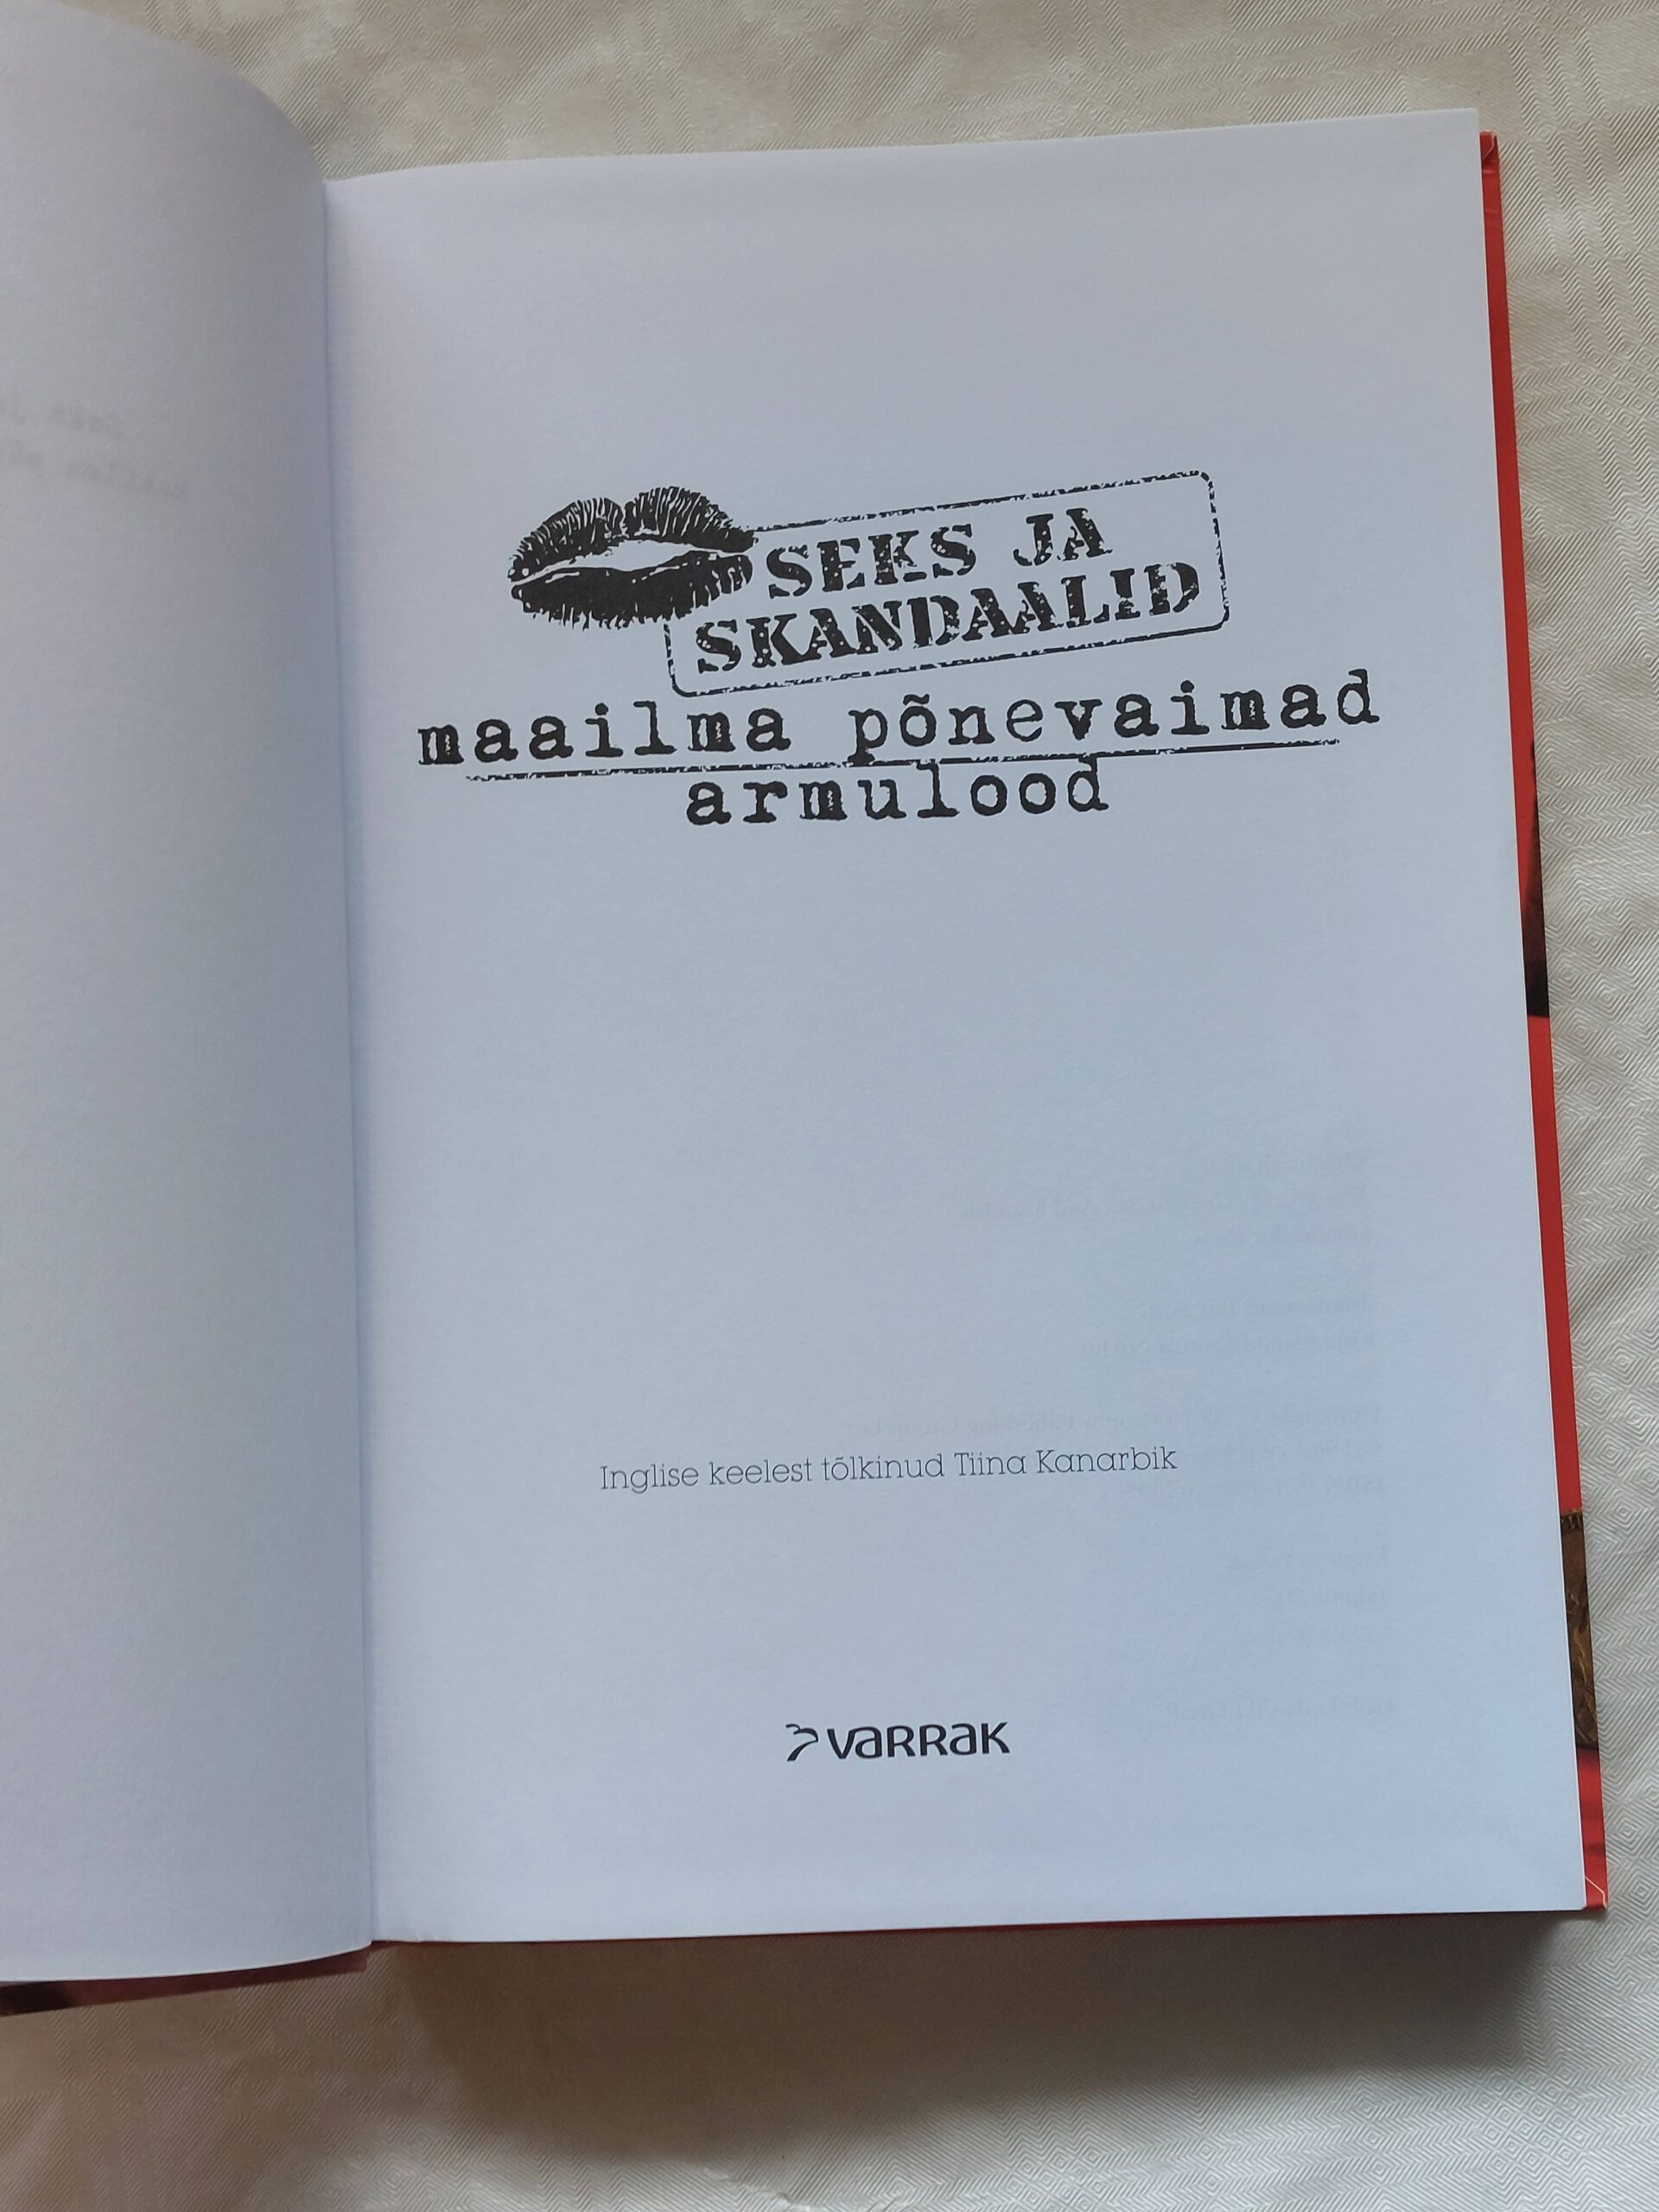 SEKS JA
SKANDAALID
maailma põnevaimad
armulood
Inglise keelest tõlkinud Tiina Kanarbik
VARRAK